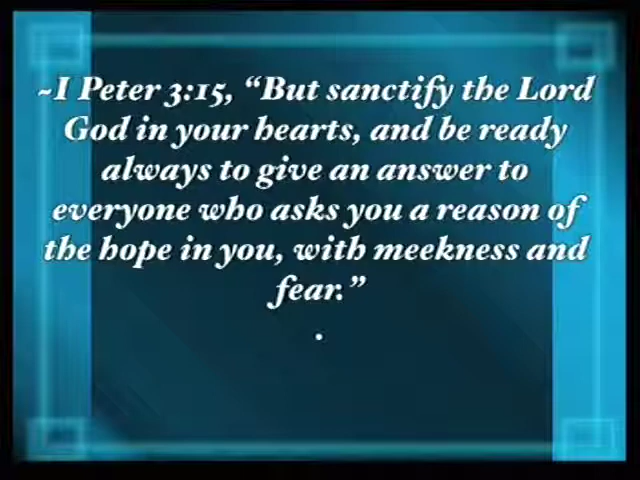 ~I Peter 3:15, “But sanctify the Lord
God in your hearts, and be ready
always to give an answer to
everyone who asks you a reason of
the hope in you, with meekness and
fear.”
.